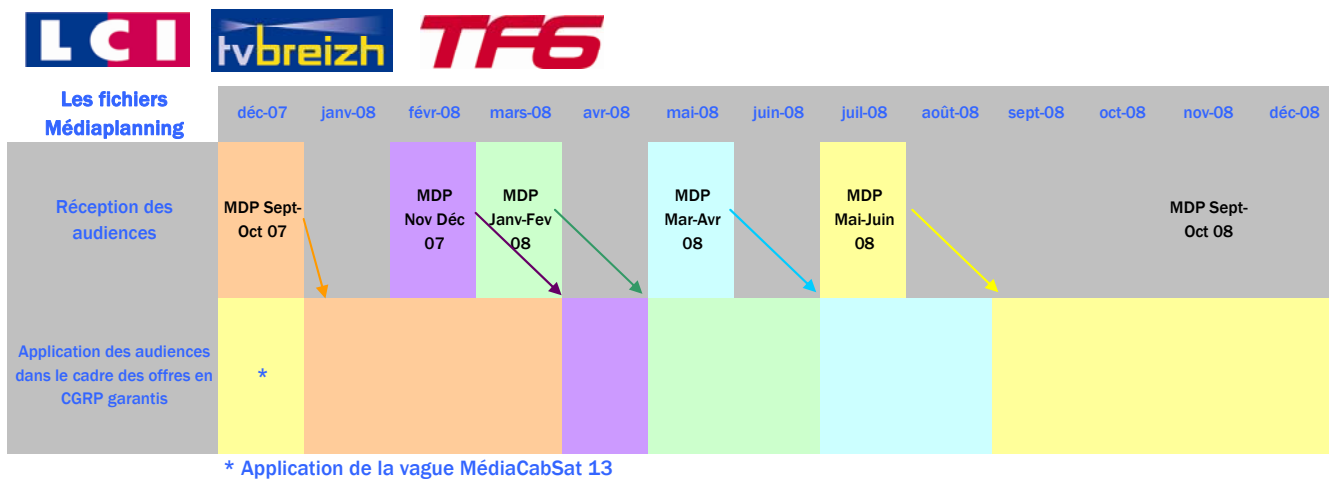 LCI
tvbreizh
TF6
Les fichiers
Médiaplanning
déc-07 janv-08 févr-08 mars-08 avr-08 mai-08 juin-08 juil-08 août-08 sept-08 oct-08 nov-08 déc-08
Réception des
audiences
MDP Sept-
Oct 07
MDP
Nov Déc
07
MDP
Janv-Fev
08
MDP
Mar-Avr
08
MDP
Mai-Juin
08
MDP Sept-
Oct 08
Application des audiences
dans le cadre des offres en
CGRP garantis
*
* Application de la vague MédiaCabSat 13